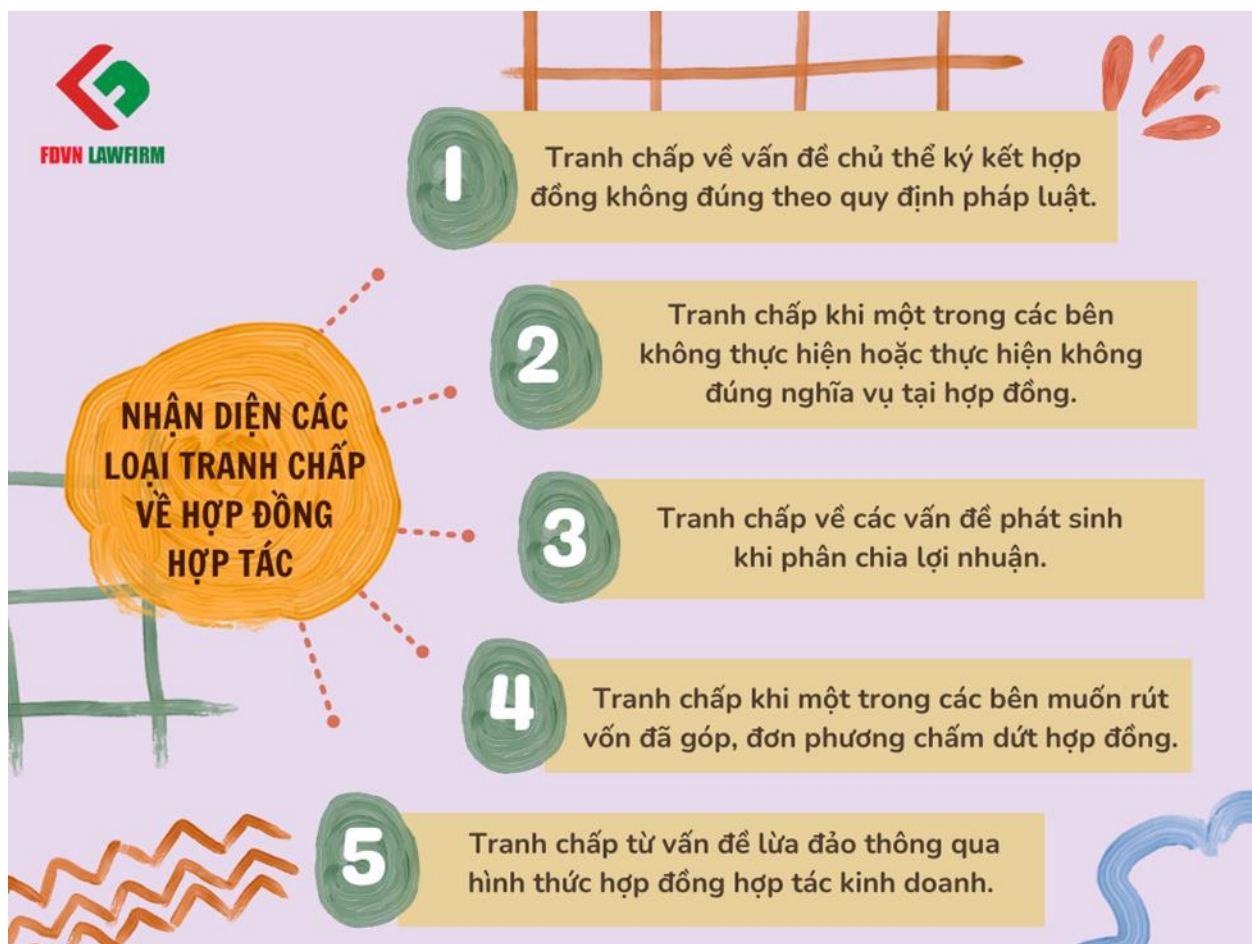 FDVN LAWFIRM
NHẬN DIỆN CÁC
LOẠI TRANH CHẤP
VỀ HỢP ĐỒNG
HỢP TÁC
1
Tranh chấp về vấn đề chủ thể ký kết hợp
đồng không đúng theo quy định pháp luật.
2
Tranh chấp khi một trong các bên
không thực hiện hoặc thực hiện không
đúng nghĩa vụ tại hợp đồng.
3
Tranh chấp về các vấn đề phát sinh
khi phân chia lợi nhuận.
4
Tranh chấp khi một trong các bên muốn rút
vốn đã góp, đơn phương chấm dứt hợp đồng.
5
Tranh chấp từ vấn đề lừa đảo thông qua
hình thức hợp đồng hợp tác kinh doanh.